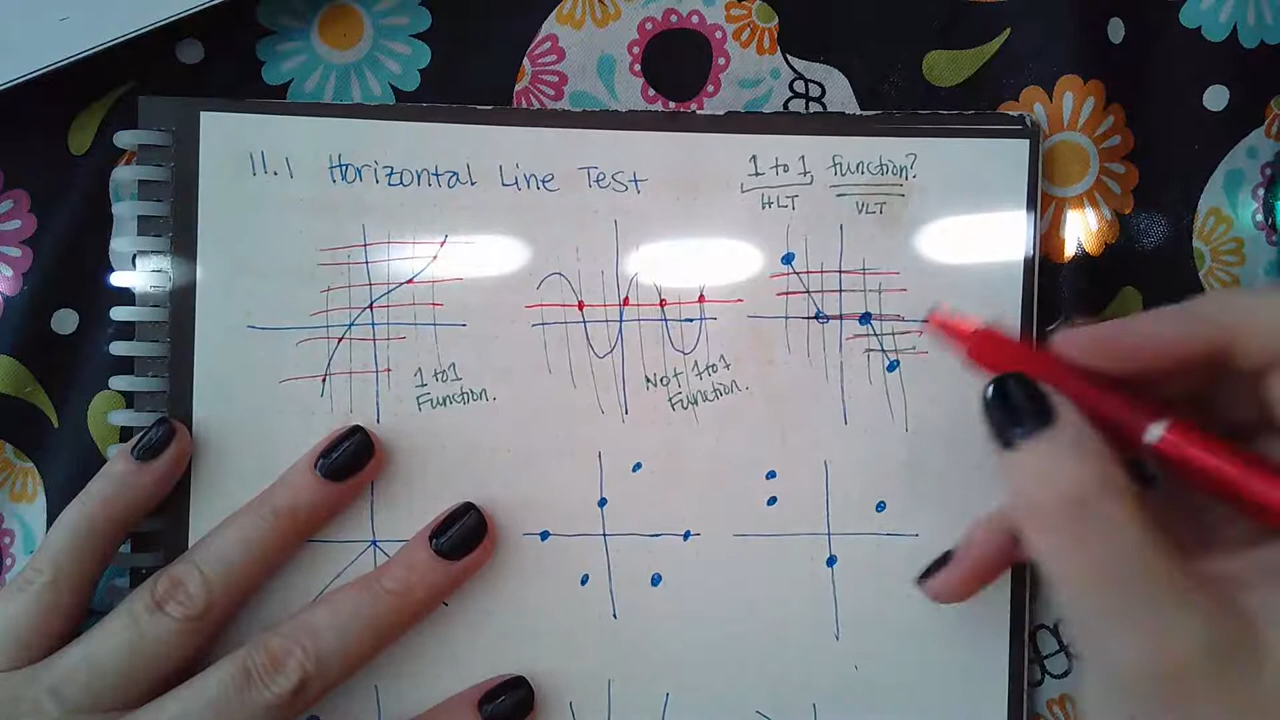 11.1 Horizontal Line Test
1 to 1, function?
HLT VLT
1 to 1
Function.
Not 1 to 1
Function.